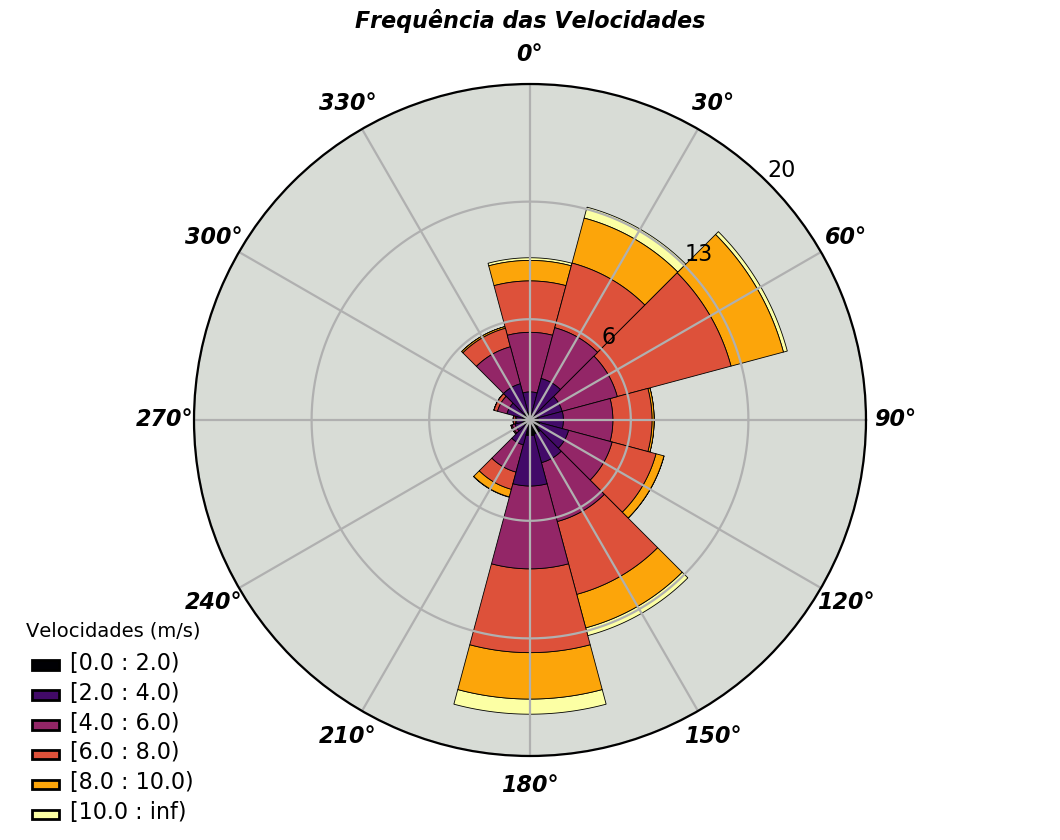 Frequência das Velocidades
0°
330°
30°
20
300°
60°
13
6
270°
90°
240°
120°
210°
150°
180°
Velocidades (m/s)
[0.0 : 2.0)
[2.0 : 4.0)
[4.0 : 6.0)
[6.0 : 8.0)
[8.0 : 10.0)
[10.0 : inf)